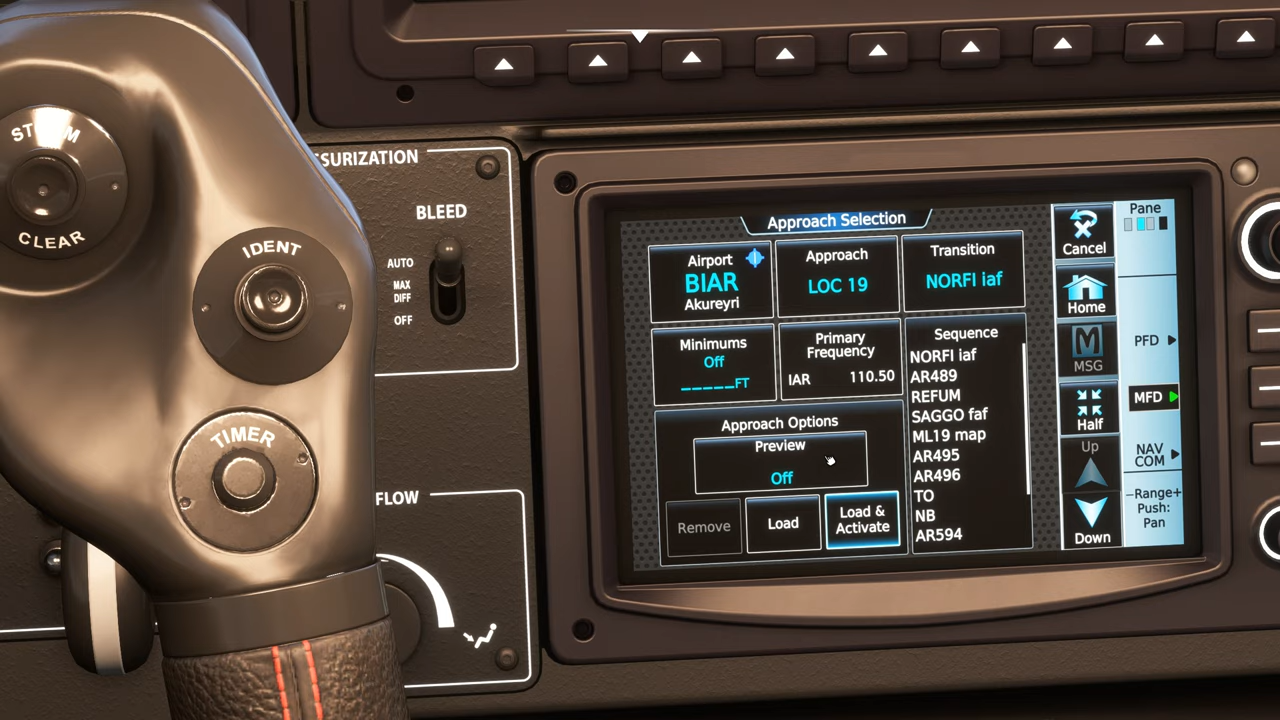 STORM
CLEAR
IDENT
TIMER
SSURIZATION
BLEED
AUTO
MAX
DIFF
OFF
FLOW
Approach Selection
Airport
BIAR
Akureyri
Approach
LOC 19
Transition
NORFI iaf
Minimums
Off
_____FT
Primary
Frequency
IAR 110.50
Sequence
NORFI iaf
AR489
REFUM
SAGGO faf
ML19 map
AR495
AR496
TO
NB
AR594
Approach Options
Preview
Off
Remove
Load
Load &
Activate
Cancel
Home
MSG
Half
Up
Down
Pane
PFD
MFD
NAV
COM
−Range+
Push:
Pan